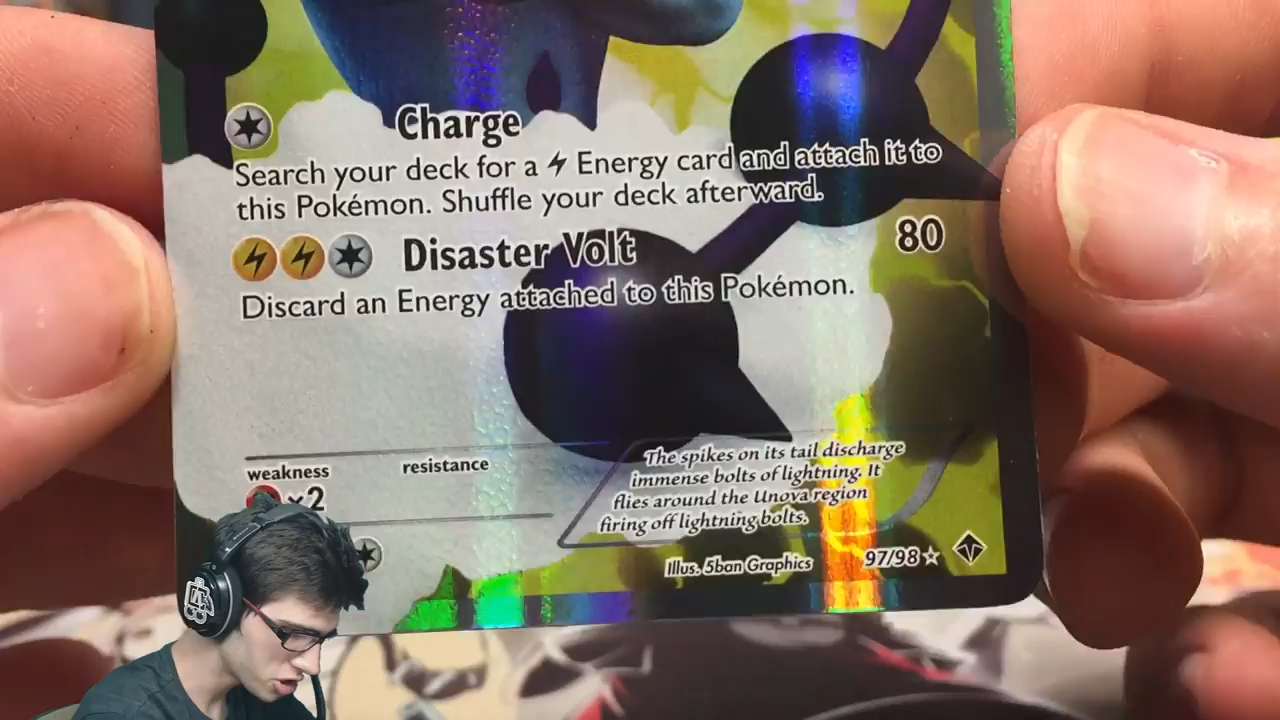 Charge
Search your deck for a Energy card and attach it to
this Pokémon. Shuffle your deck afterward.
Disaster Volt 80
Discard an Energy attached to this Pokémon.
weakness resistance
×2
The spikes on its tail discharge
immense bolts of lightning. It
flies around the Unova region
firing off lightning bolts.
Illus. 5ban Graphics 97/98